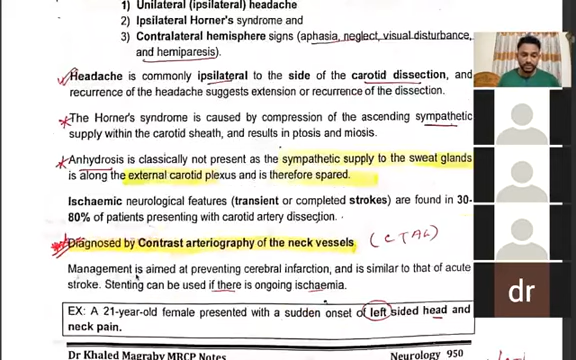 1) Unilateral (ipsilateral) headache
2) Ipsilateral Horner's syndrome and
3) Contralateral hemisphere signs (aphasia, neglect, visual disturbance,
and hemiparesis).
Headache is commonly ipsilateral to the side of the carotid dissection, and
recurrence of the headache suggests extension or recurrence of the dissection.
The Horner's syndrome is caused by compression of the ascending sympathetic
supply within the carotid sheath, and results in ptosis and miosis.
Anhydrosis is classically not present as the sympathetic supply to the sweat glands
is along the external carotid plexus and is therefore spared.
Ischaemic neurological features (transient or completed strokes) are found in 30-
80% of patients presenting with carotid artery dissection.
Diagnosed by Contrast arteriography of the neck vessels (CTAG)
Management is aimed at preventing cerebral infarction, and is similar to that of acute
stroke. Stenting can be used if there is ongoing ischaemia.
dr
EX: A 21-year-old female presented with a sudden onset of left sided head and
neck pain.
Dr Khaled Magraby MRCP Notes Neurology 950